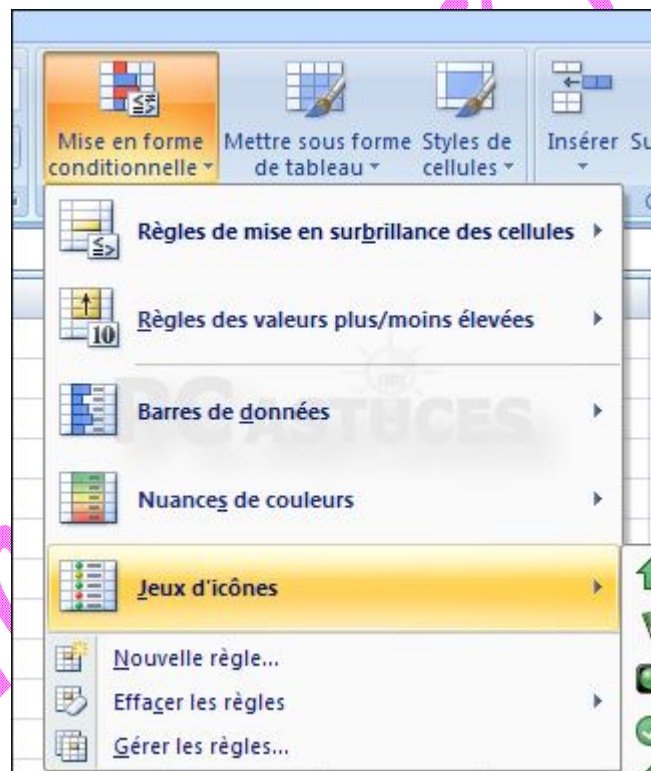 Mise en forme conditionnelle
Mettre sous forme de tableau
Styles de cellules
Insérer
Règles de mise en surbrillance des cellules
Règles des valeurs plus/moins élevées
PC ASTUCES
Barres de données
Nuances de couleurs
Jeux d'icônes
Nouvelle règle...
Effacer les règles
Gérer les règles...